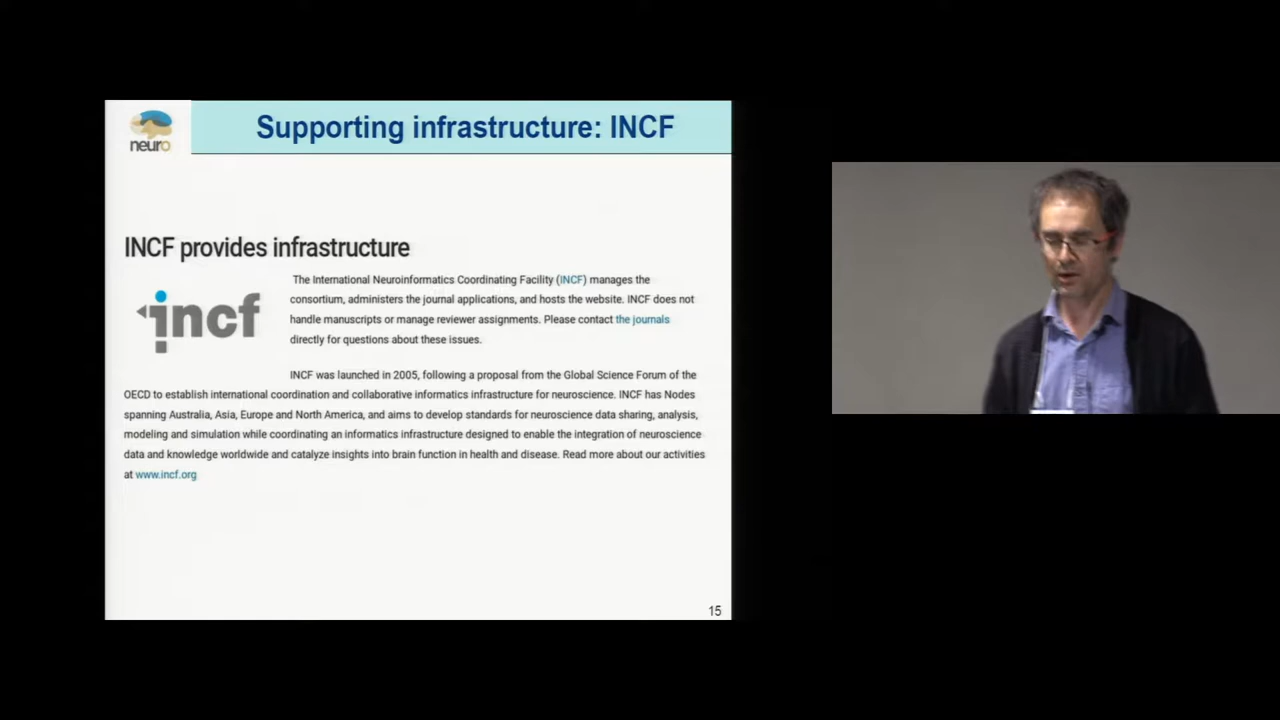 neuro
Supporting infrastructure: INCF
INCF provides infrastructure
incf
The International Neuroinformatics Coordinating Facility (INCF) manages the
consortium, administers the journal applications, and hosts the website. INCF does not
handle manuscripts or manage reviewer assignments. Please contact the journals
directly for questions about these issues.
INCF was launched in 2005, following a proposal from the Global Science Forum of the
OECD to establish international coordination and collaborative informatics infrastructure for neuroscience. INCF has Nodes
spanning Australia, Asia, Europe and North America, and aims to develop standards for neuroscience data sharing, analysis,
modeling and simulation while coordinating an informatics infrastructure designed to enable the integration of neuroscience
data and knowledge worldwide and catalyze insights into brain function in health and disease. Read more about our activities
at www.incf.org
15